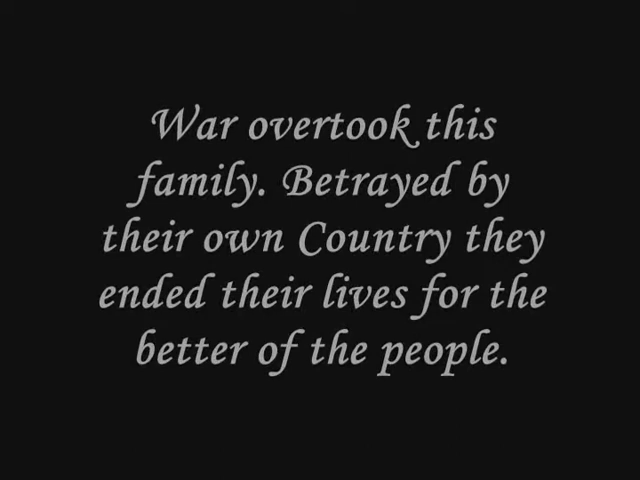 War overtook this
family. Betrayed by
their own Country they
ended their lives for the
better of the people.